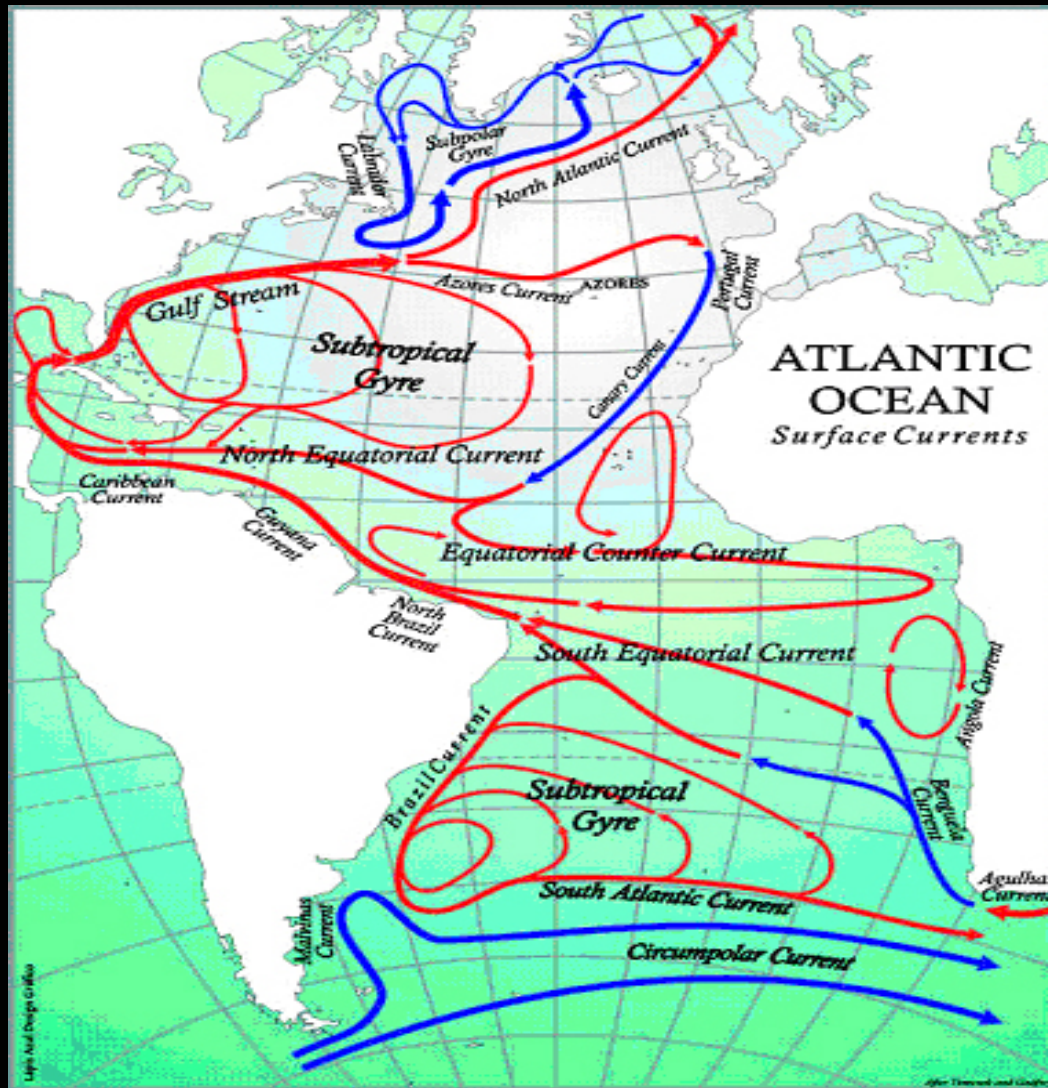 Subpolar
Gyre
Labrador
Current
North Atlantic Current
Gulf Stream
Azores Current
AZORES
Portugal
Current
Subtropical
Gyre
Canary Current
ATLANTIC
OCEAN
Surface Currents
North Equatorial Current
Caribbean
Current
Guyana
Current
Equatorial Counter Current
North
Brazil
Current
South Equatorial Current
Angola Current
Brazil Current
Subtropical
Gyre
Benguela
Current
Agulhas
Current
South Atlantic Current
Malvinas
Current
Circumpolar Current
After
and